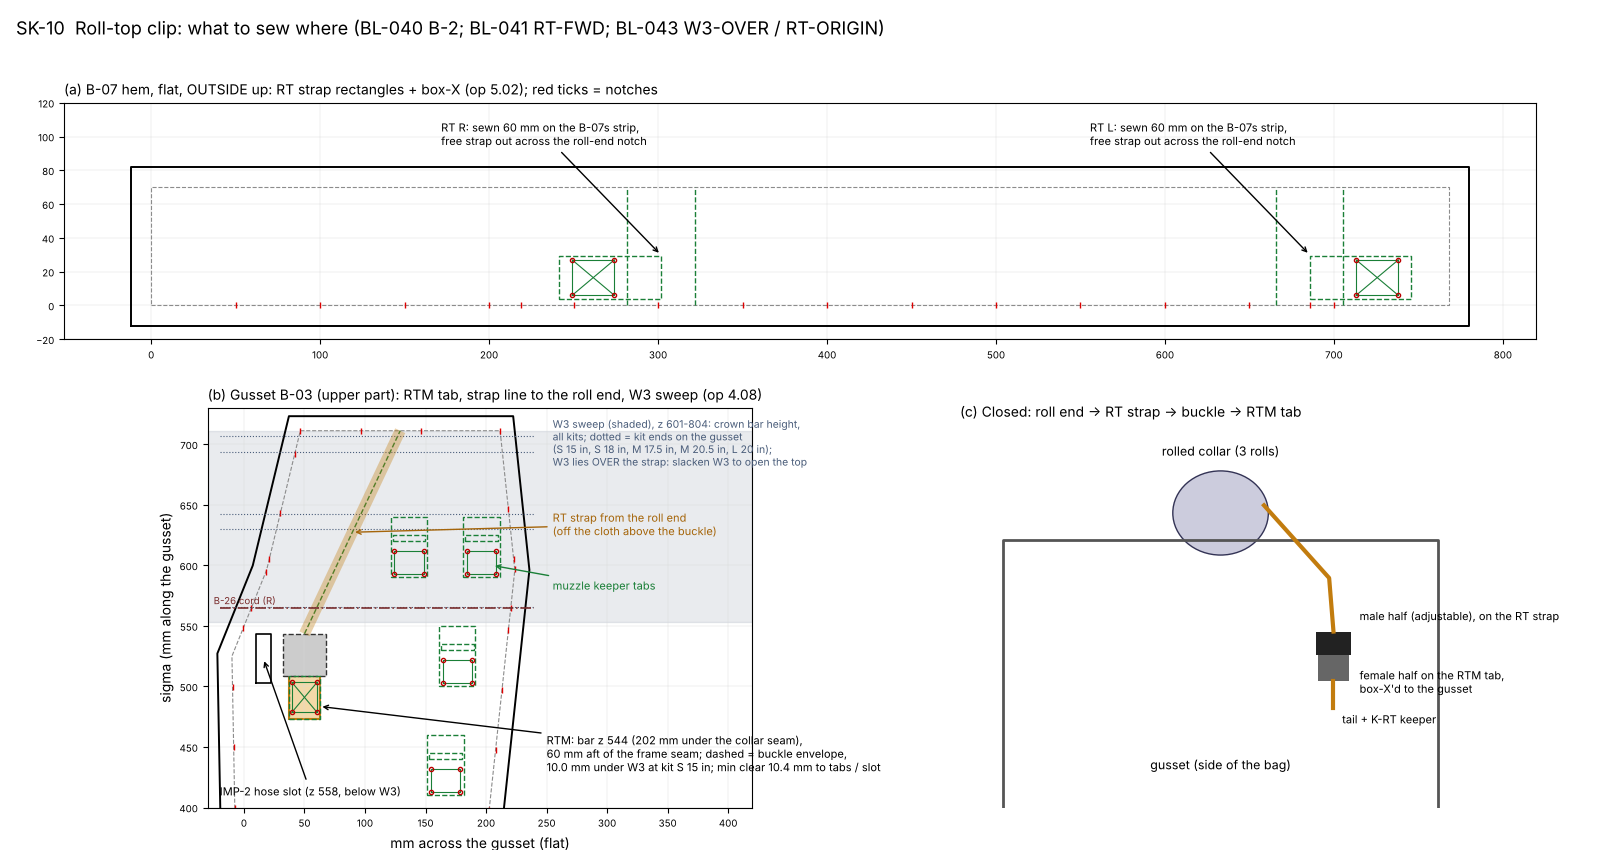 SK-10 Roll-top clip: what to sew where (BL-040 B-2; BL-041 RT-FWD; BL-043 W3-OVER / RT-ORIGIN)
(a) B-07 hem, flat, OUTSIDE up: RT strap rectangles + box-X (op 5.02); red ticks = notches
120
100
80
60
40
20
0
−20
RT R: sewn 60 mm on the B-07s strip,
free strap out across the roll-end notch
RT L: sewn 60 mm on the B-07s strip,
free strap out across the roll-end notch
0
100
200
300
400
500
600
700
800
(b) Gusset B-03 (upper part): RTM tab, strap line to the roll end, W3 sweep (op 4.08)
sigma (mm along the gusset)
700
650
600
550
500
450
400
W3 sweep (shaded), z 601-804: crown bar height,
all kits; dotted = kit ends on the gusset
(S 15 in, S 18 in, M 17.5 in, M 20.5 in, L 20 in);
W3 lies OVER the strap: slacken W3 to open the top
RT strap from the roll end
(off the cloth above the buckle)
muzzle keeper tabs
B-26 cord (R)
RTM: bar z 544 (202 mm under the collar seam),
60 mm aft of the frame seam; dashed = buckle envelope,
10.0 mm under W3 at kit S 15 in; min clear 10.4 mm to tabs / slot
IMP-2 hose slot (z 558, below W3)
0
50
100
150
200
250
300
350
400
mm across the gusset (flat)
(c) Closed: roll end → RT strap → buckle → RTM tab
rolled collar (3 rolls)
male half (adjustable), on the RT strap
female half on the RTM tab,
box-X'd to the gusset
tail + K-RT keeper
gusset (side of the bag)